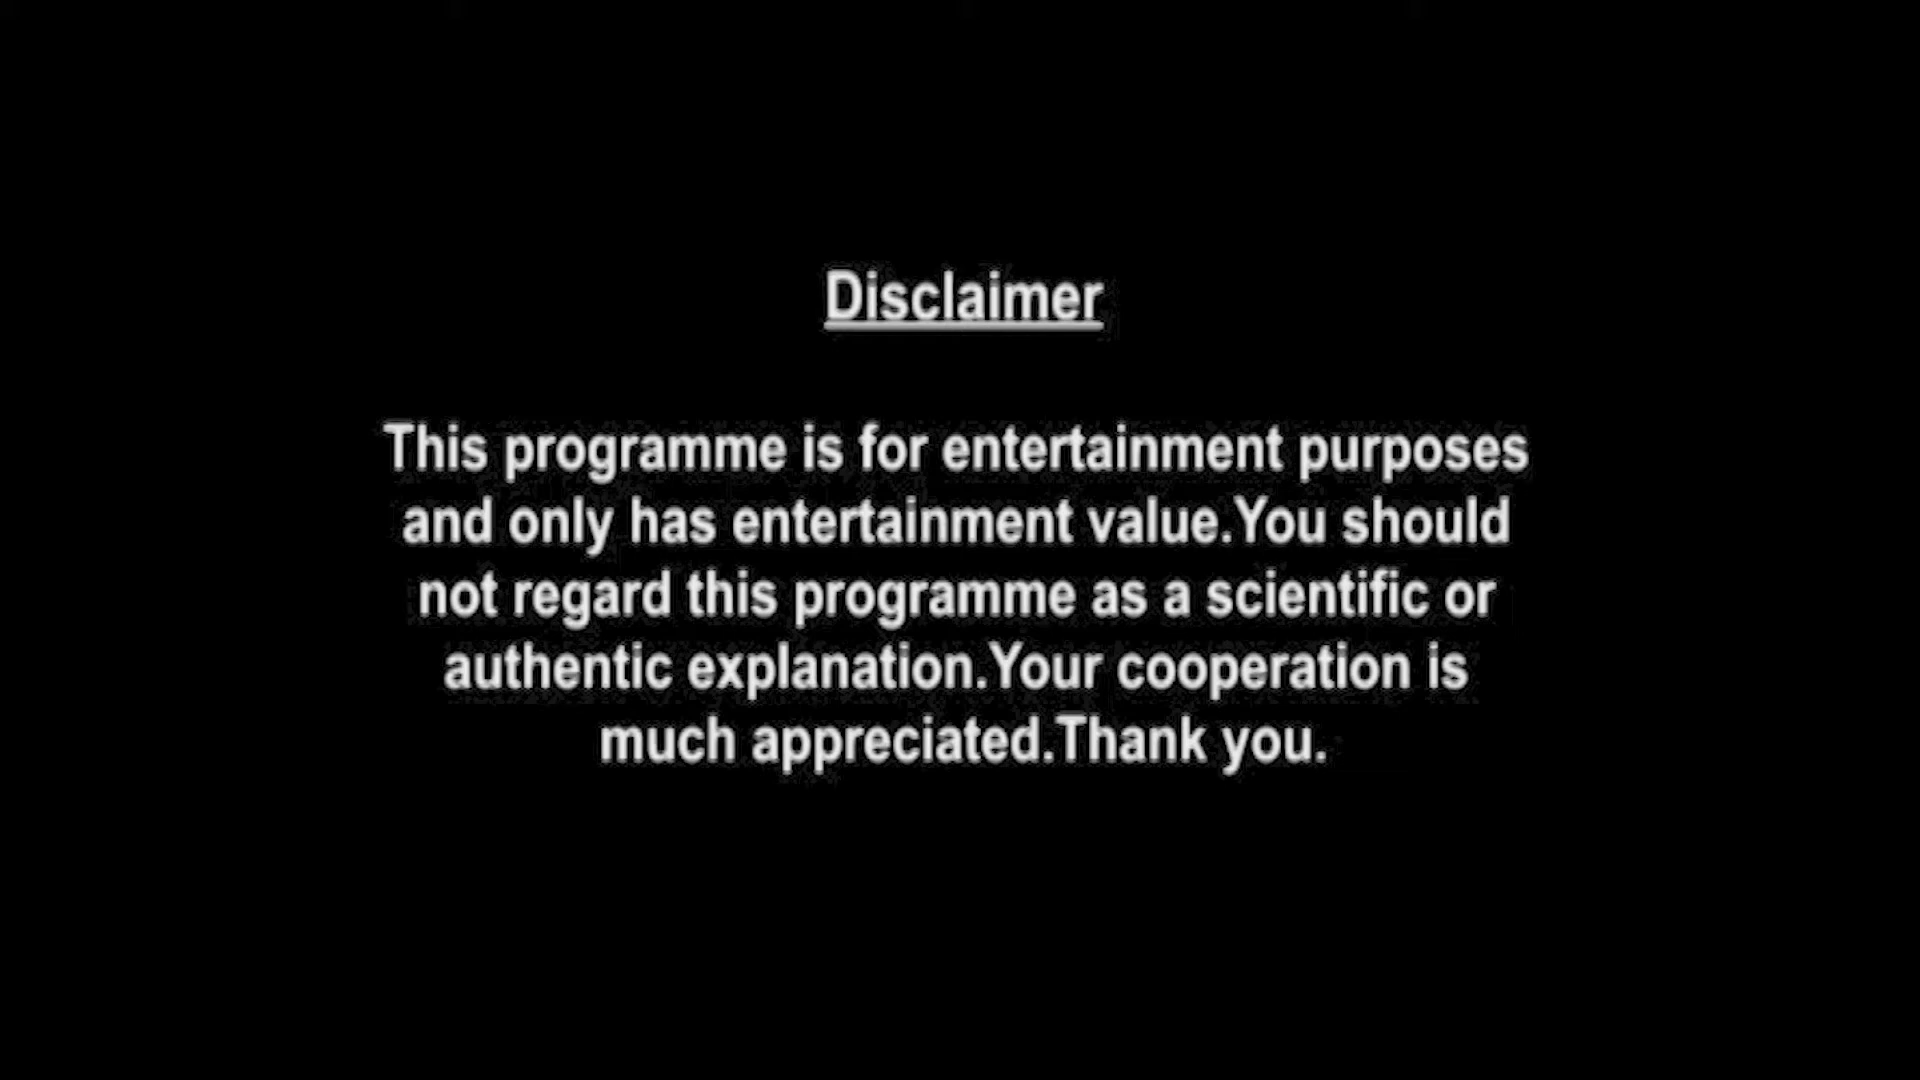 Disclaimer
This programme is for entertainment purposes
and only has entertainment value.You should
not regard this programme as a scientific or
authentic explanation.Your cooperation is
much appreciated.Thank you.